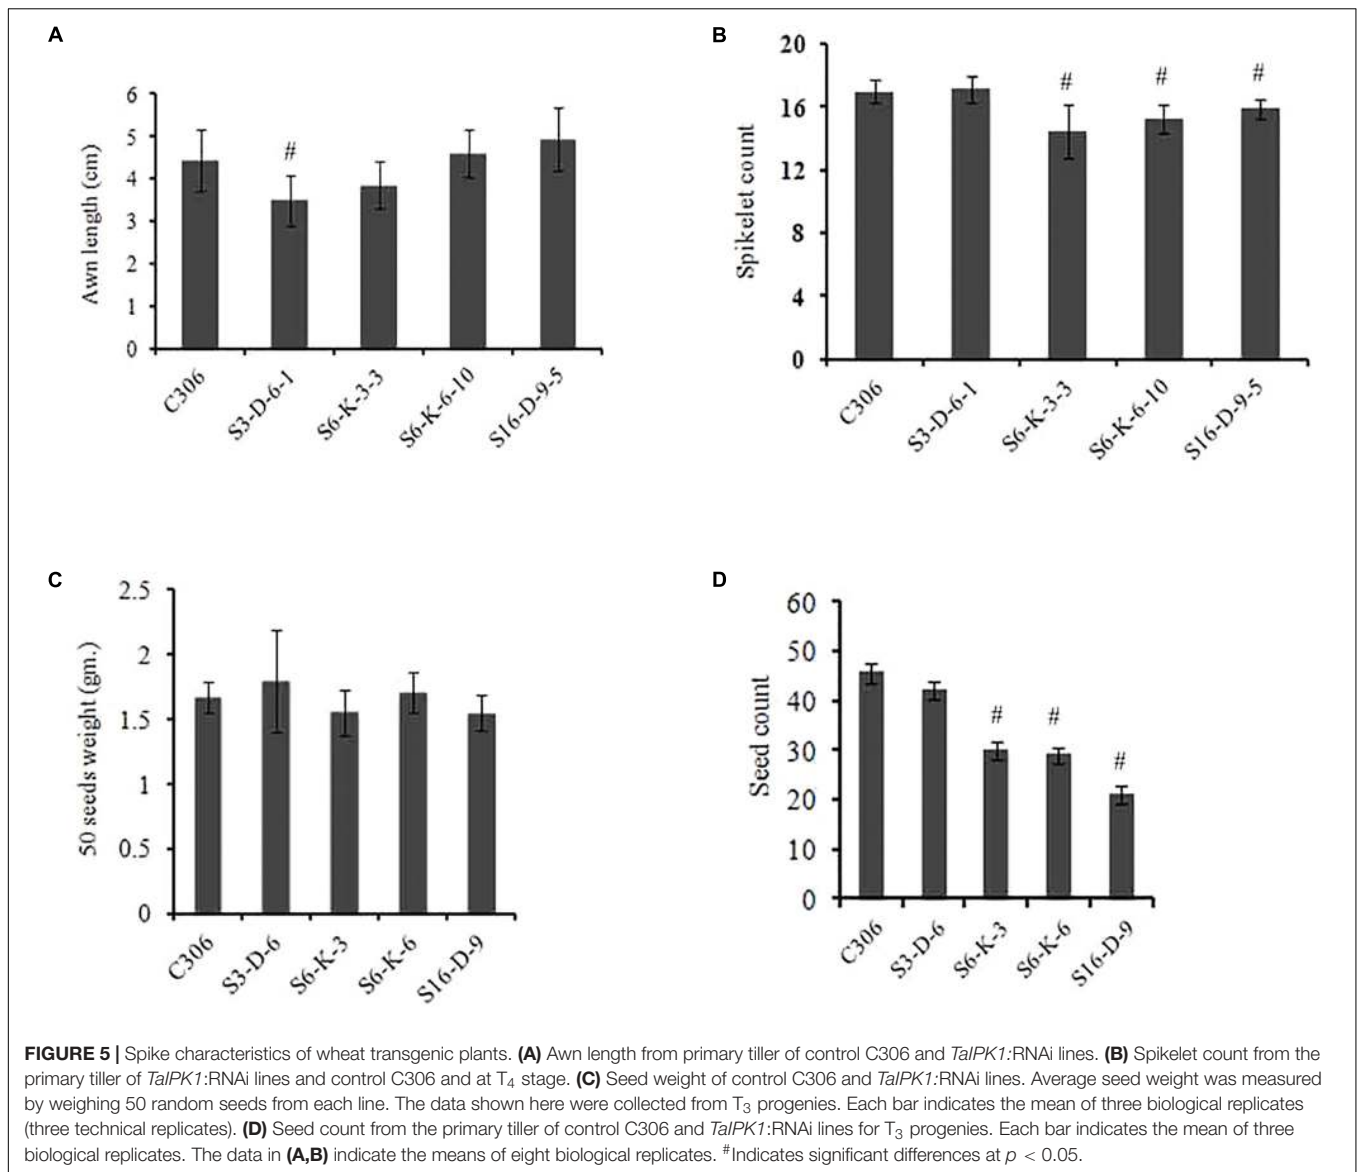 A
Awn length (cm)
6
5
4
3
2
1
0
#
C306
S3-D-6-1
S6-K-3-3
S6-K-6-10
S16-D-9-5
B
Spikelet count
20
16
12
8
4
0
# # #
C306
S3-D-6-1
S6-K-3-3
S6-K-6-10
S16-D-9-5
C
50 seeds weight (gm.)
2.5
2
1.5
1
0.5
0
C306
S3-D-6
S6-K-3
S6-K-6
S16-D-9
D
Seed count
60
50
40
30
20
10
0
# # #
C306
S3-D-6
S6-K-3
S6-K-6
S16-D-9
FIGURE 5 | Spike characteristics of wheat transgenic plants. (A) Awn length from primary tiller of control C306 and TaIPK1:RNAi lines. (B) Spikelet count from the
primary tiller of TaIPK1:RNAi lines and control C306 and at T4 stage. (C) Seed weight of control C306 and TaIPK1:RNAi lines. Average seed weight was measured
by weighing 50 random seeds from each line. The data shown here were collected from T3 progenies. Each bar indicates the mean of three biological replicates
(three technical replicates). (D) Seed count from the primary tiller of control C306 and TaIPK1:RNAi lines for T3 progenies. Each bar indicates the mean of three
biological replicates. The data in (A,B) indicate the means of eight biological replicates. #Indicates significant differences at p < 0.05.